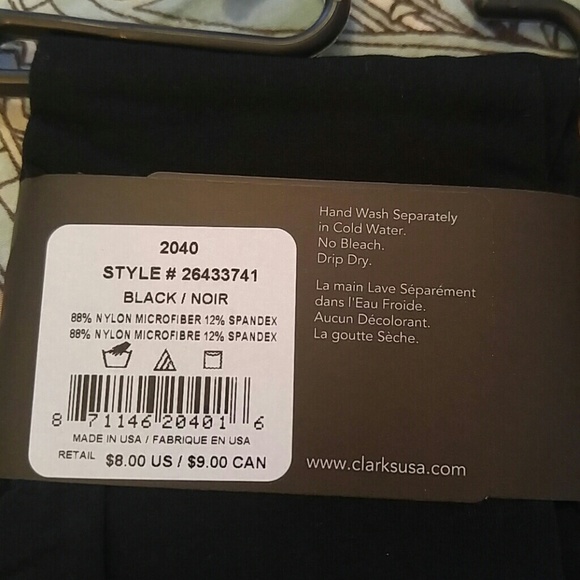 2040
STYLE # 26433741
BLACK / NOIR
88% NYLON MICROFIBER 12% SPANDEX
88% NYLON MICROFIBRE 12% SPANDEX
8 71146 20401 6
MADE IN USA / FABRIQUE EN USA
RETAIL $8.00 US / $9.00 CAN
Hand Wash Separately
in Cold Water.
No Bleach.
Drip Dry.
La main Lave Séparément
dans l'Eau Froide.
Aucun Décolorant.
La goutte Sèche.
www.clarksusa.com